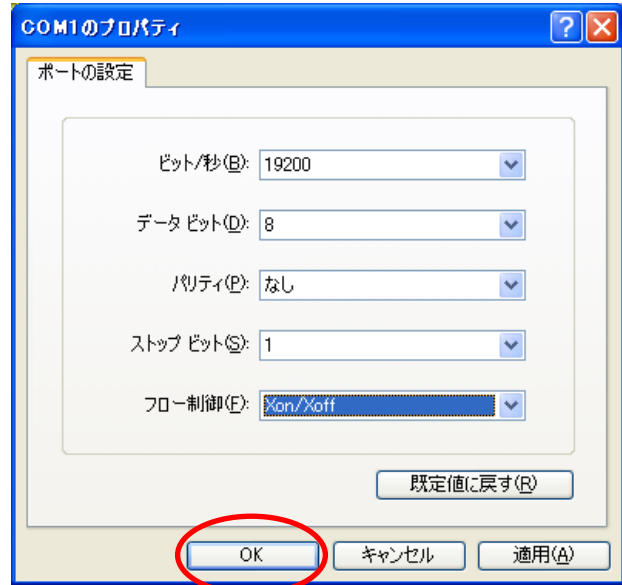 COM1のプロパティ
ポートの設定
ビット/秒(B): 19200
データ ビット(D): 8
パリティ(P): なし
ストップ ビット(S): 1
フロー制御(F): Xon/Xoff
既定値に戻す(R)
OK キャンセル 適用(A)